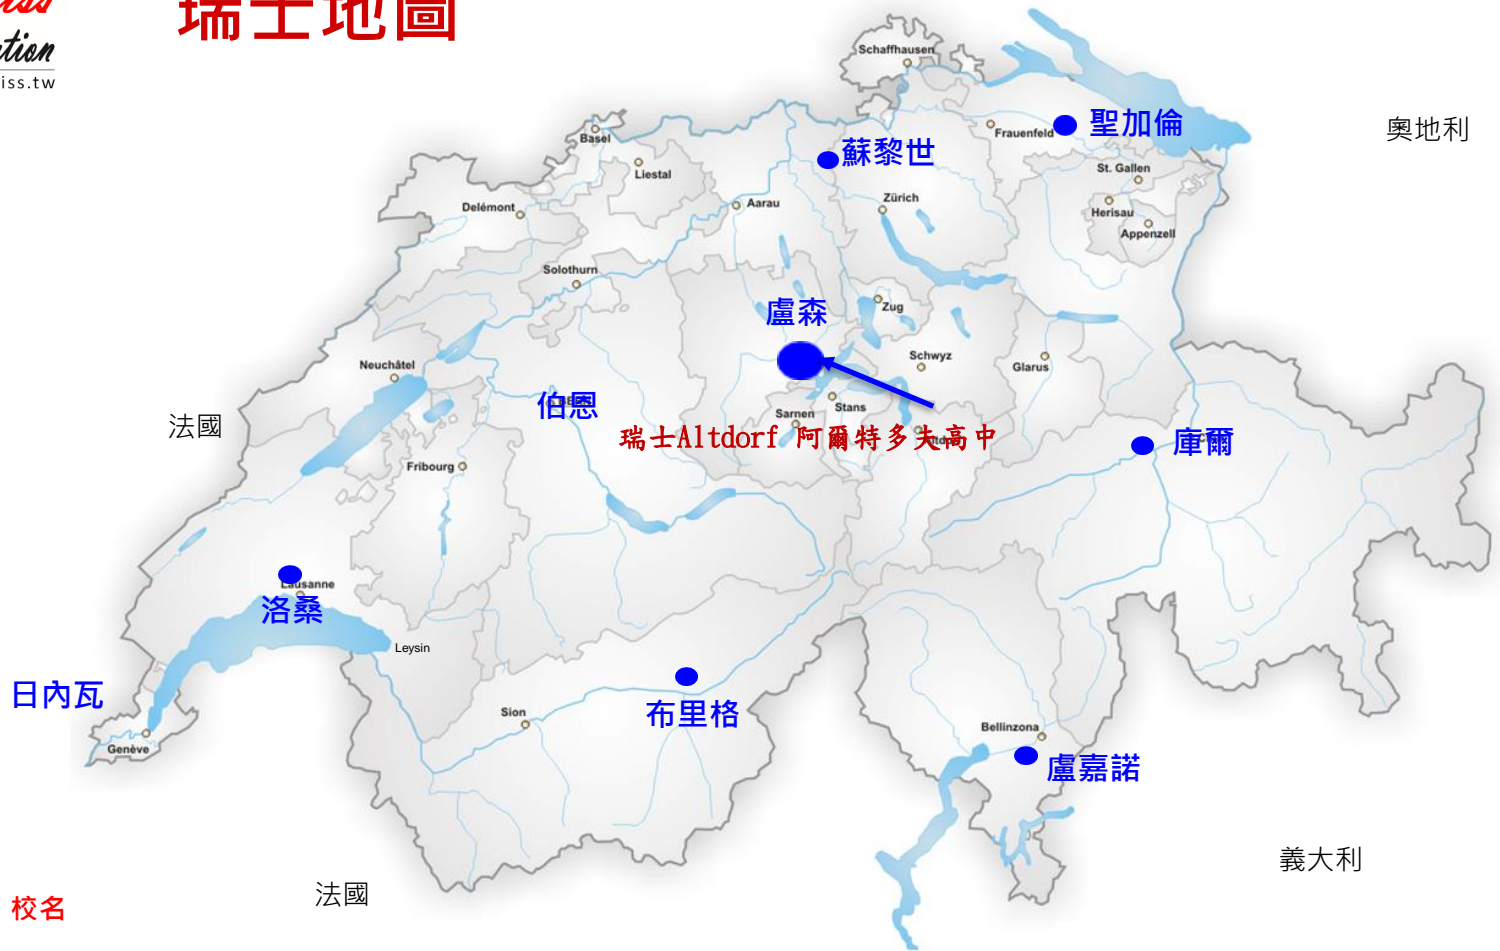 瑞士地圖
iss.tw
Schaffhausen
奧地利
聖加倫
Frauenfeld
Basel
蘇黎世
Liestal
St. Gallen
Zürich
Aarau
Delémont
Herisau
Appenzell
Solothurn
盧森
Zug
Neuchâtel
Schwyz
Glarus
伯恩
Stans
Sarnen
法國
瑞士Altdorf 阿爾特多夫高中
庫爾
Fribourg
Lausanne
洛桑
Leysin
日內瓦
布里格
Sion
Bellinzona
Genève
盧嘉諾
義大利
法國
校名